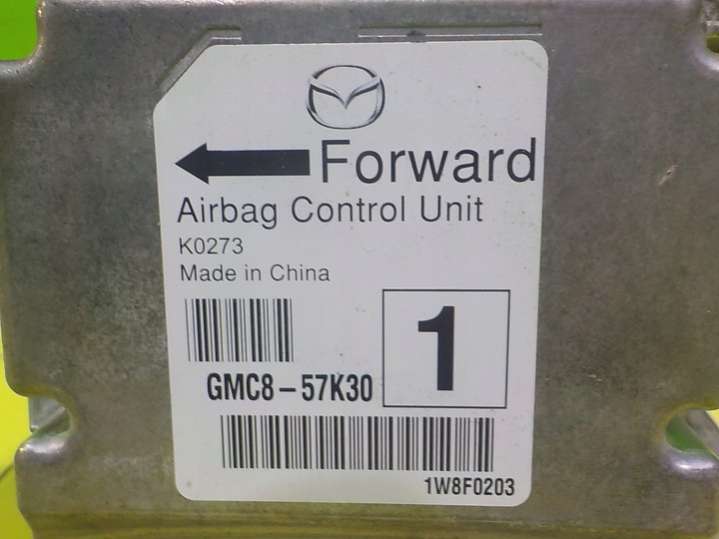 Forward
Airbag Control Unit
K0273
Made in China
1
GMC8-57K30
1W8F0203